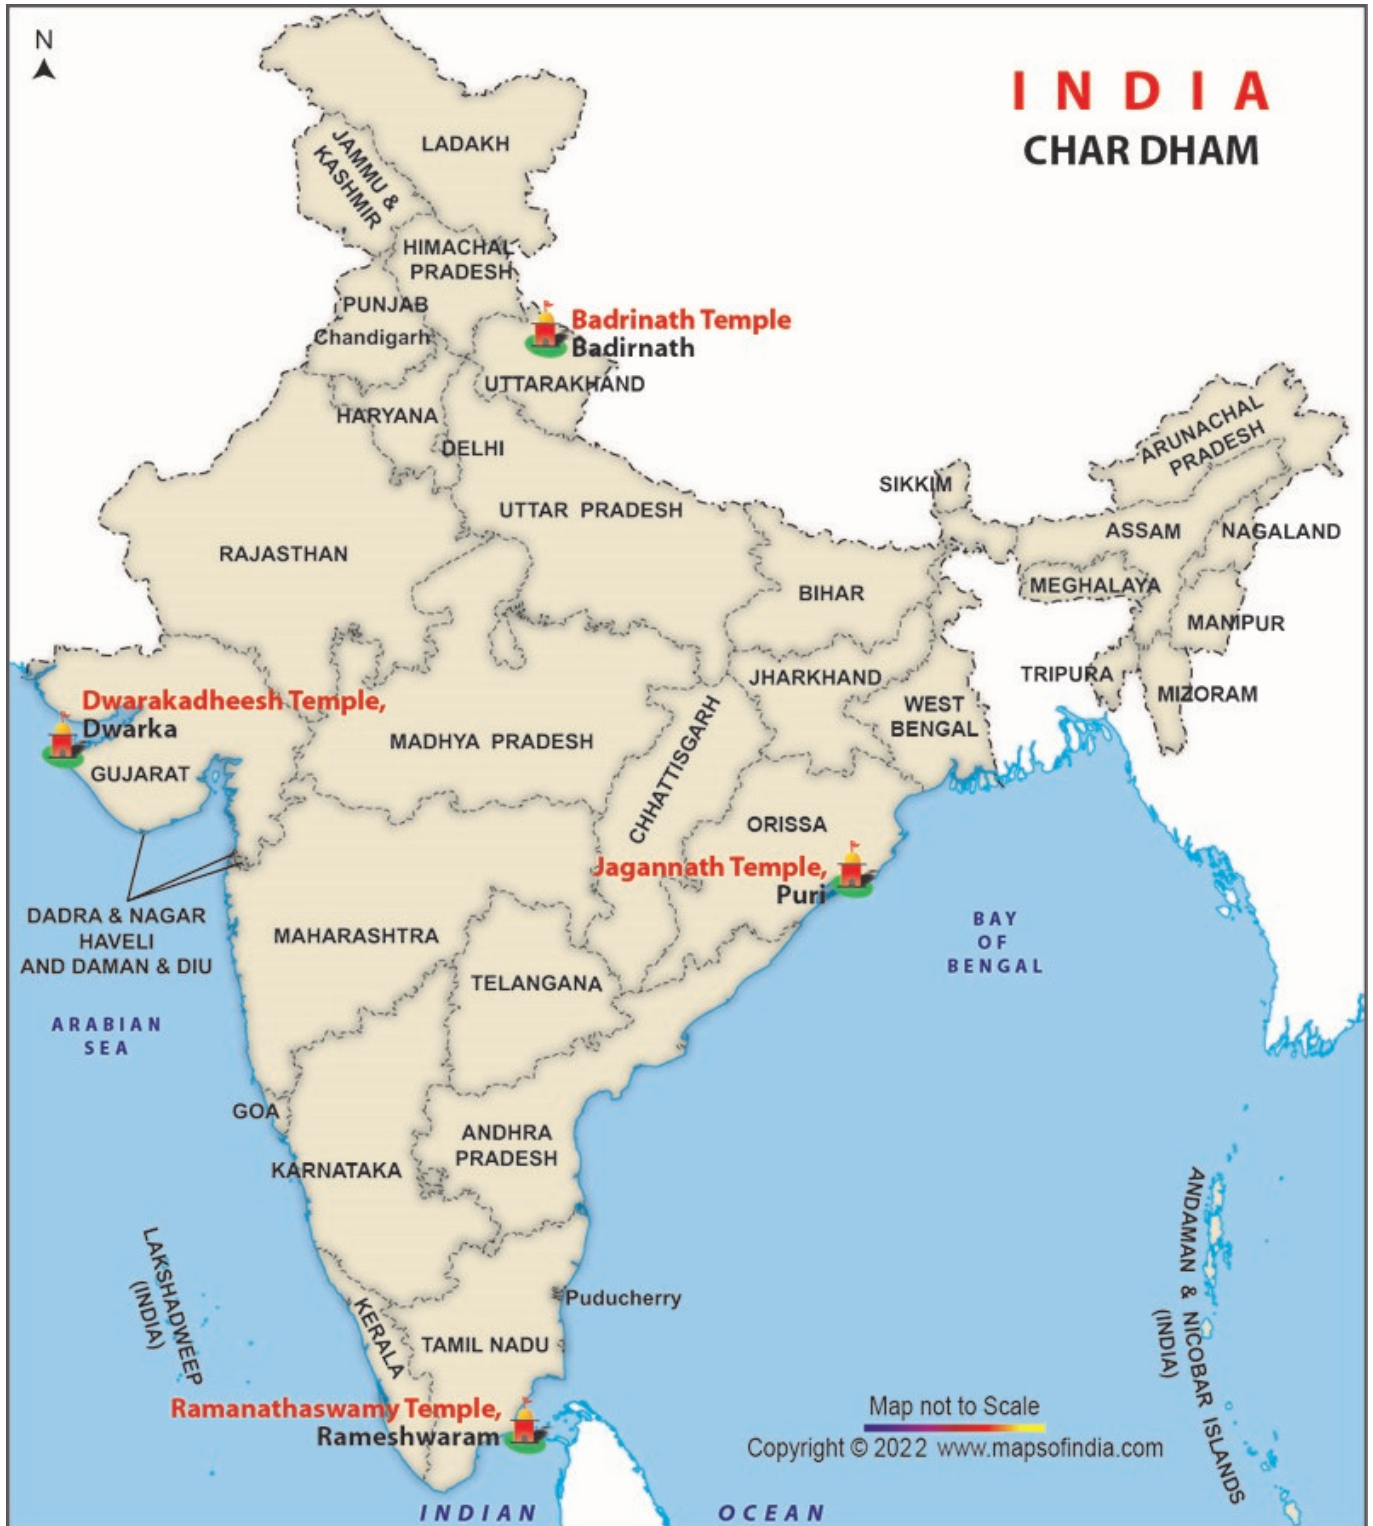 N
INDIA
CHAR DHAM
LADAKH
JAMMU &
KASHMIR
HIMACHAL
PRADESH
PUNJAB
Chandigarh
Badrinath Temple
Badirnath
UTTARAKHAND
HARYANA
DELHI
ARUNACHAL
PRADESH
SIKKIM
UTTAR PRADESH
ASSAM
NAGALAND
RAJASTHAN
MEGHALAYA
BIHAR
MANIPUR
JHARKHAND
TRIPURA
MIZORAM
Dwarakadheesh Temple,
Dwarka
WEST
BENGAL
MADHYA PRADESH
CHHATTISGARH
GUJARAT
ORISSA
Jagannath Temple,
Puri
DADRA & NAGAR
HAVELI
AND DAMAN & DIU
MAHARASHTRA
BAY
OF
BENGAL
TELANGANA
ARABIAN
SEA
GOA
ANDHRA
PRADESH
KARNATAKA
LAKSHADWEEP
(INDIA)
ANDAMAN & NICOBAR ISLANDS
(INDIA)
Puducherry
KERALA
TAMIL NADU
Ramanathaswamy Temple,
Rameshwaram
Map not to Scale
Copyright © 2022 www.mapsofindia.com
INDIAN OCEAN